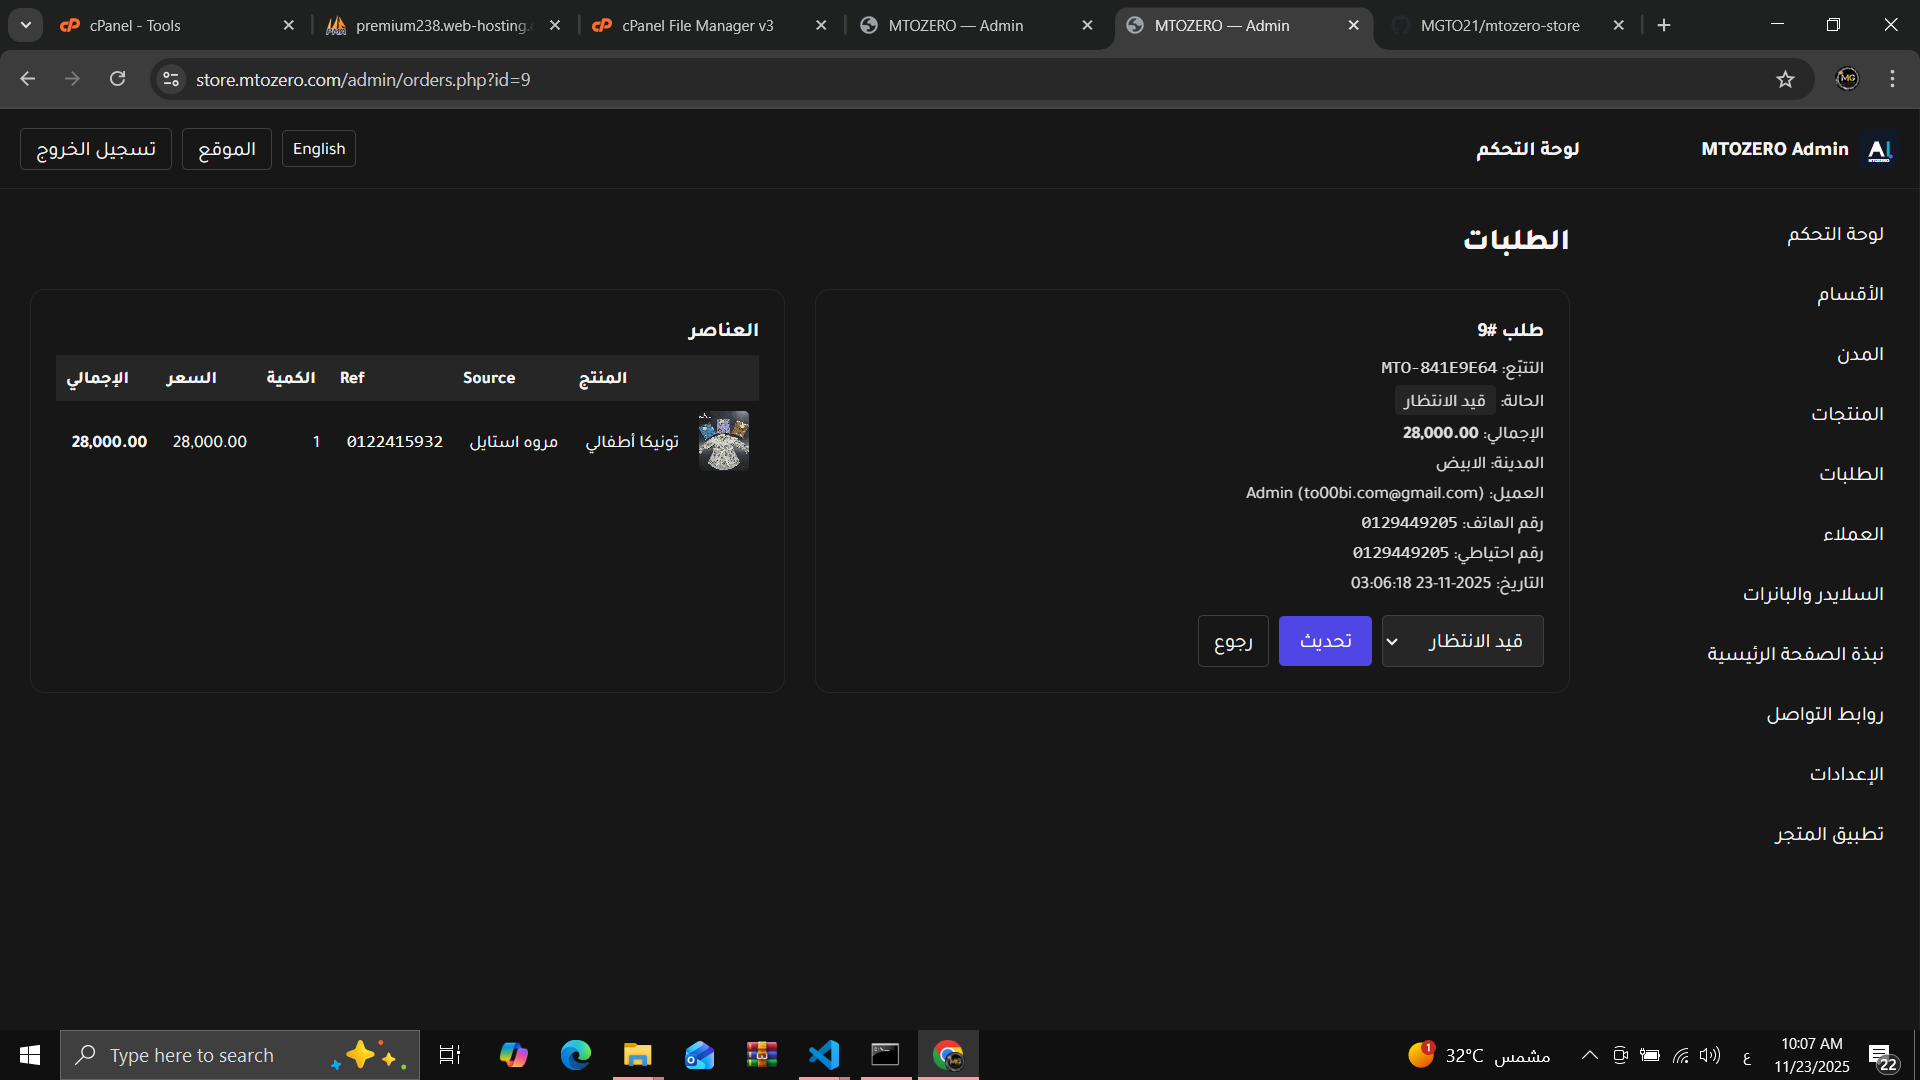 cPanel - Tools
premium238.web-hosting.
cPanel File Manager v3
MTOZERO — Admin
MTOZERO — Admin
MGTO21/mtozero-store
store.mtozero.com/admin/orders.php?id=9
MTOZERO Admin
لوحة التحكم
English
الموقع
تسجيل الخروج
لوحة التحكم
الأقسام
المدن
المنتجات
الطلبات
العملاء
السلايدر والبانرات
نبذة الصفحة الرئيسية
روابط التواصل
الإعدادات
تطبيق المتجر
الطلبات
طلب #9
التتبّع: MTO-841E9E64
الحالة: قيد الانتظار
الإجمالي: 28,000.00
المدينة: الابيض
العميل: Admin (to00bi.com@gmail.com)
رقم الهاتف: 0129449205
رقم احتياطي: 0129449205
التاريخ: 2025-11-23 03:06:18
قيد الانتظار
تحديث
رجوع
العناصر
المنتج Source Ref الكمية السعر الإجمالي
تونيكا أطفالي مروه استايل 0122415932 1 28,000.00 28,000.00
Type here to search
1
32°C مشمس
ع
10:07 AM
11/23/2025
22